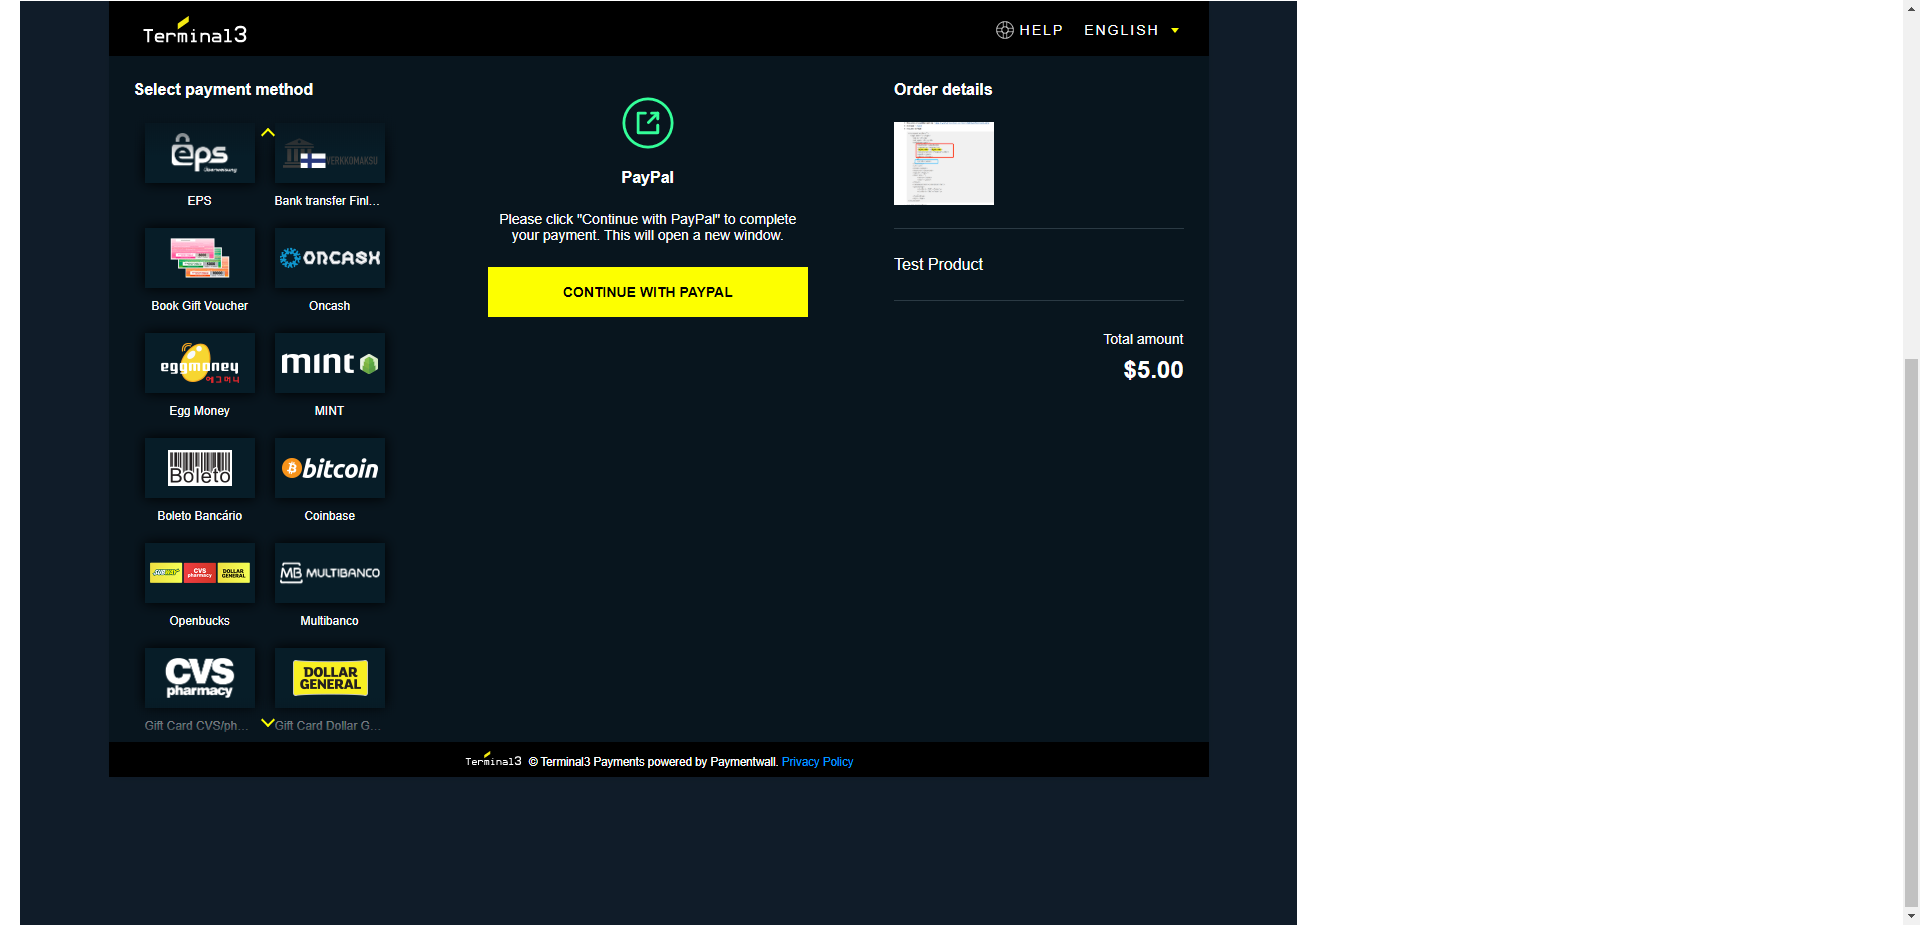 Terminal3
HELP
ENGLISH
Select payment method
eps
EPS
VERKKOMAKSU
Bank transfer Finl...
Book Gift Voucher
ONCASH
Oncash
eggmoney
에그머니
Egg Money
mint
MINT
Boleto
Boleto Bancário
bitcoin
Coinbase
SUBWAY
CVS
pharmacy
DOLLAR
GENERAL
Openbucks
MB MULTIBANCO
Multibanco
CVS
pharmacy
Gift Card CVS/ph...
DOLLAR
GENERAL
Gift Card Dollar G...
PayPal
Please click "Continue with PayPal" to complete
your payment. This will open a new window.
CONTINUE WITH PAYPAL
Order details
Test Product
Total amount
$5.00
Terminal3 © Terminal3 Payments powered by Paymentwall. Privacy Policy